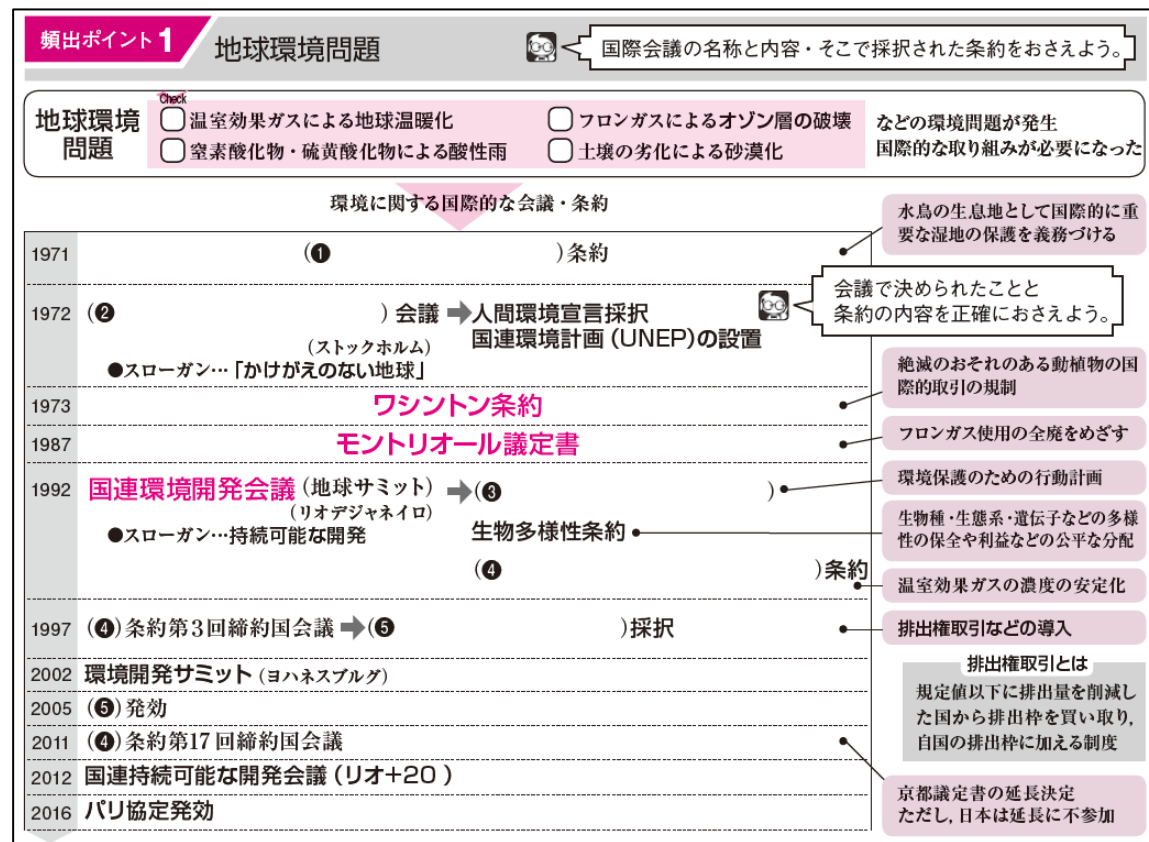 頻出ポイント1
地球環境問題
国際会議の名称と内容・そこで採択された条約をおさえよう。
地球環境
問題
Check
温室効果ガスによる地球温暖化
フロンガスによるオゾン層の破壊
窒素酸化物・硫黄酸化物による酸性雨
土壌の劣化による砂漠化
などの環境問題が発生
国際的な取り組みが必要になった
環境に関する国際的な会議・条約
1971 (❶ )条約
水鳥の生息地として国際的に重
要な湿地の保護を義務づける
1972 (❷ )会議 ➡人間環境宣言採択
(ストックホルム) 国連環境計画(UNEP)の設置
●スローガン…「かけがえのない地球」
会議で決められたことと
条約の内容を正確におさえよう。
1973 ワシントン条約
絶滅のおそれのある動植物の国
際的取引の規制
1987 モントリオール議定書
フロンガス使用の全廃をめざす
1992 国連環境開発会議(地球サミット) ➡(❸ )
(リオデジャネイロ)
●スローガン…持続可能な開発
環境保護のための行動計画
生物多様性条約
生物種・生態系・遺伝子などの多様
性の保全や利益などの公平な分配
(❹ )条約
温室効果ガスの濃度の安定化
1997 (❹)条約第3回締約国会議➡(❺ )採択
排出権取引などの導入
排出権取引とは
規定値以下に排出量を削減し
た国から排出枠を買い取り,
自国の排出枠に加える制度
2002 環境開発サミット(ヨハネスブルグ)
2005 (❺)発効
2011 (❹)条約第17回締約国会議
京都議定書の延長決定
ただし,日本は延長に不参加
2012 国連持続可能な開発会議(リオ+20 )
2016 パリ協定発効